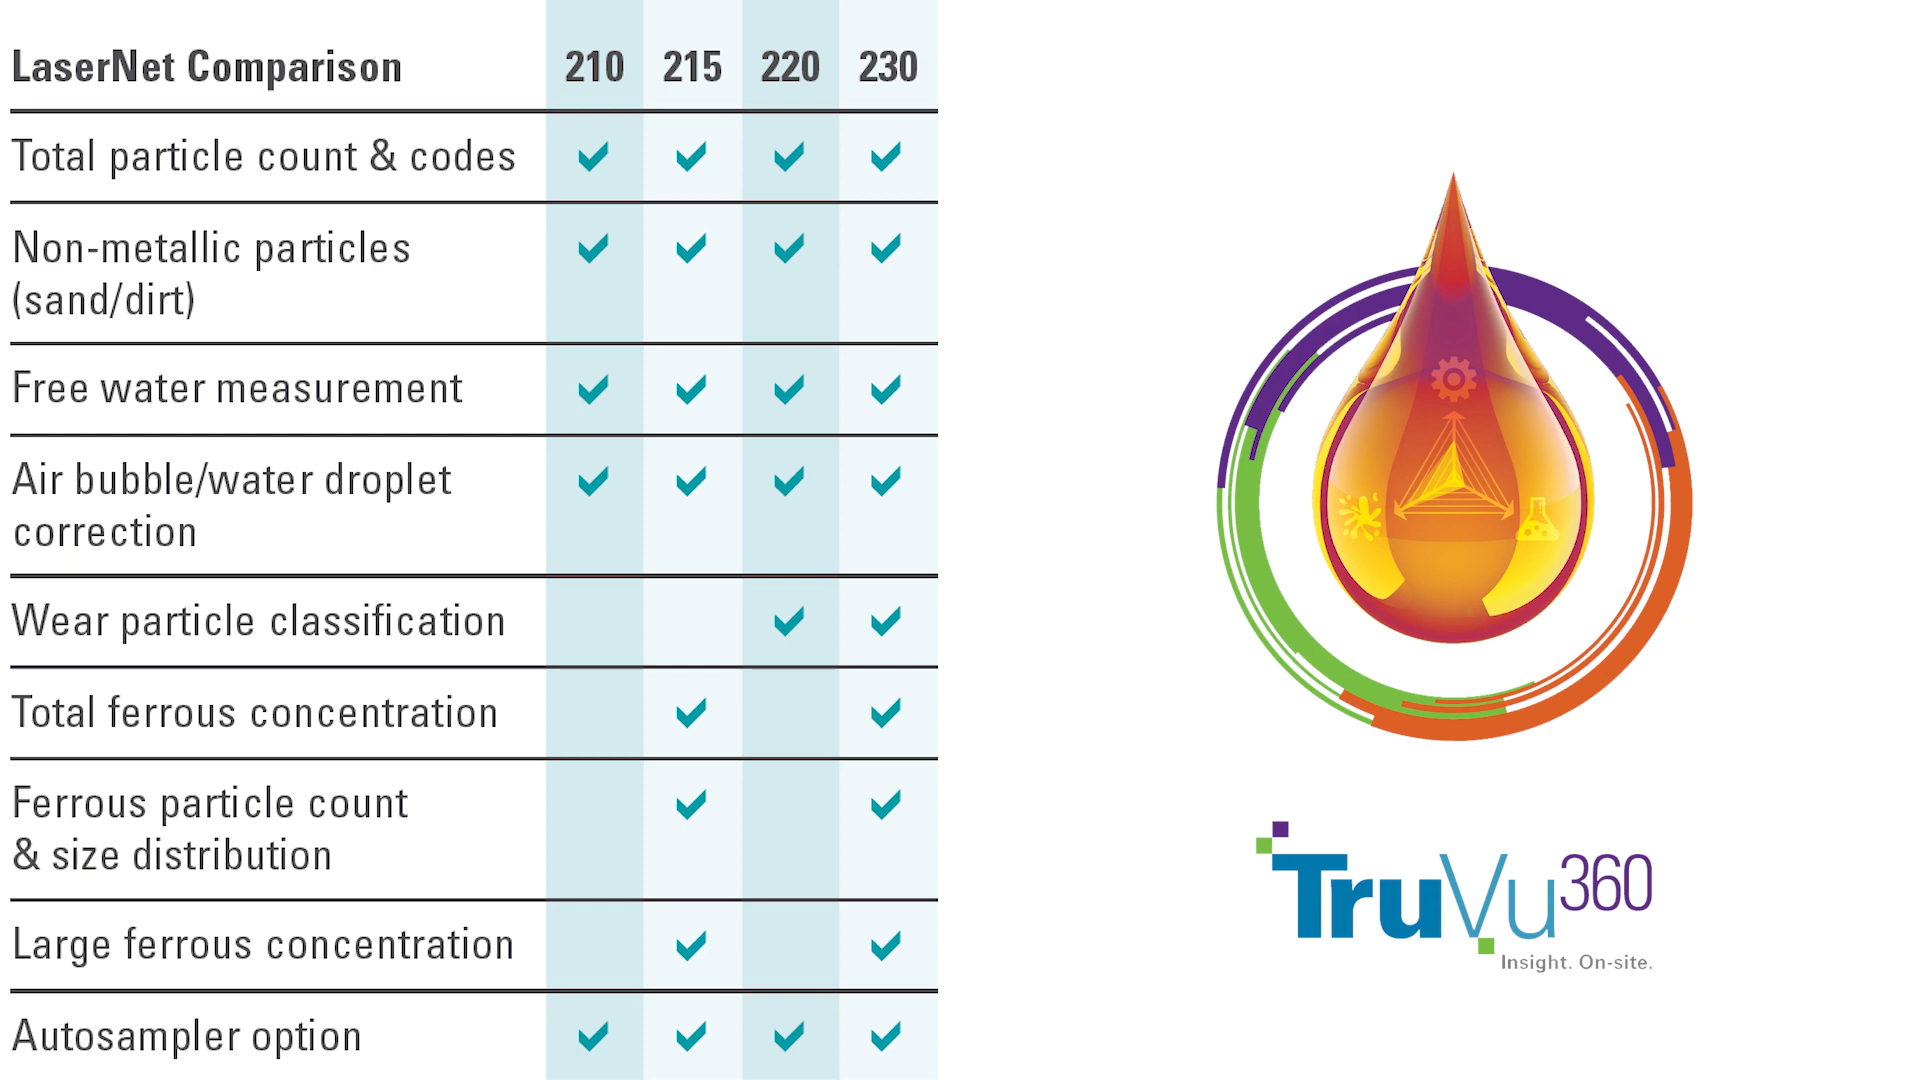 LaserNet Comparison 210 215 220 230
Total particle count & codes ✓ ✓ ✓ ✓
Non-metallic particles ✓ ✓ ✓ ✓
(sand/dirt)
Free water measurement ✓ ✓ ✓ ✓
Air bubble/water droplet ✓ ✓ ✓ ✓
correction
Wear particle classification ✓ ✓
Total ferrous concentration ✓ ✓
Ferrous particle count ✓ ✓
& size distribution
Large ferrous concentration ✓ ✓
Autosampler option ✓ ✓ ✓ ✓
TruVu360
Insight. On-site.